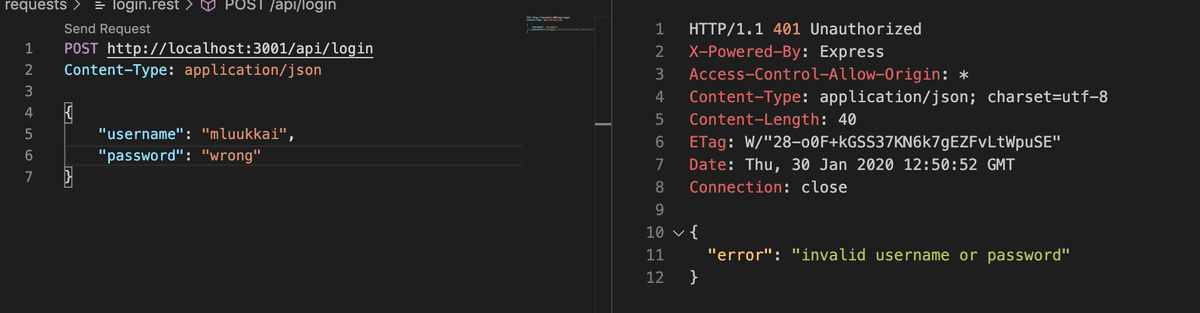 requests > login.rest > POST /api/login
Send Request
1 POST http://localhost:3001/api/login
2 Content-Type: application/json
3
4 {
5 "username": "mluukkai",
6 "password": "wrong"
7 }
1 HTTP/1.1 401 Unauthorized
2 X-Powered-By: Express
3 Access-Control-Allow-Origin: *
4 Content-Type: application/json; charset=utf-8
5 Content-Length: 40
6 ETag: W/"28-o0F+kGSS37KN6k7gEZFvLtWpuSE"
7 Date: Thu, 30 Jan 2020 12:50:52 GMT
8 Connection: close
9
10 {
11 "error": "invalid username or password"
12 }